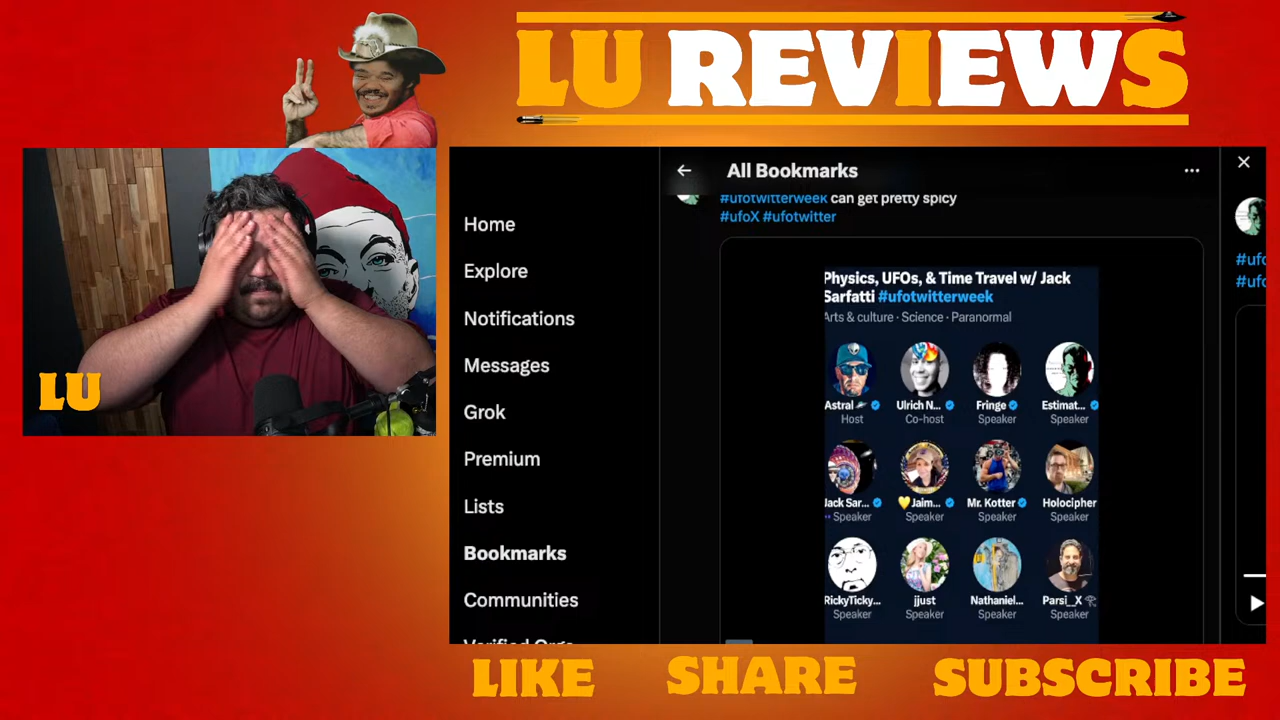 LU REVIEWS
LU
Home
Explore
Notifications
Messages
Grok
Premium
Lists
Bookmarks
Communities
All Bookmarks
#ufotwitterweek can get pretty spicy
#ufoX #ufotwitter
Physics, UFOs, & Time Travel w/ Jack
Sarfatti #ufotwitterweek
Arts & culture · Science · Paranormal
Astral Ulrich N... Fringe Estimat...
Host Co-host Speaker Speaker
Jack Sar... Jaim... Mr. Kotter Holocipher
Speaker Speaker Speaker Speaker
RickyTicky... jjust Nathaniel... Parsi_X
Speaker Speaker Speaker Speaker
LIKE SHARE SUBSCRIBE